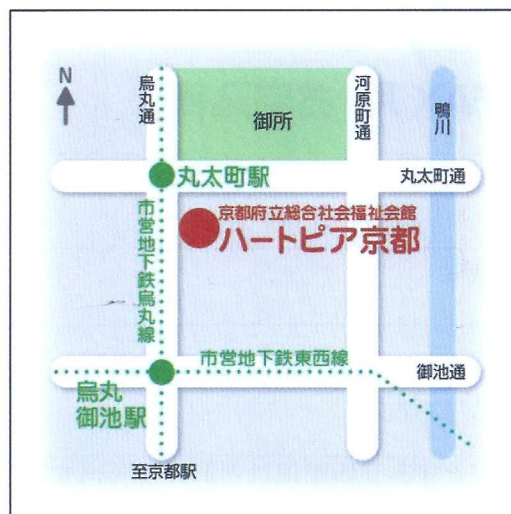 N
烏丸通
御所
河原町通
鴨川
丸太町駅
丸太町通
京都府立総合社会福祉会館
ハートピア京都
市営地下鉄烏丸線
市営地下鉄東西線
御池通
烏丸
御池駅
至京都駅